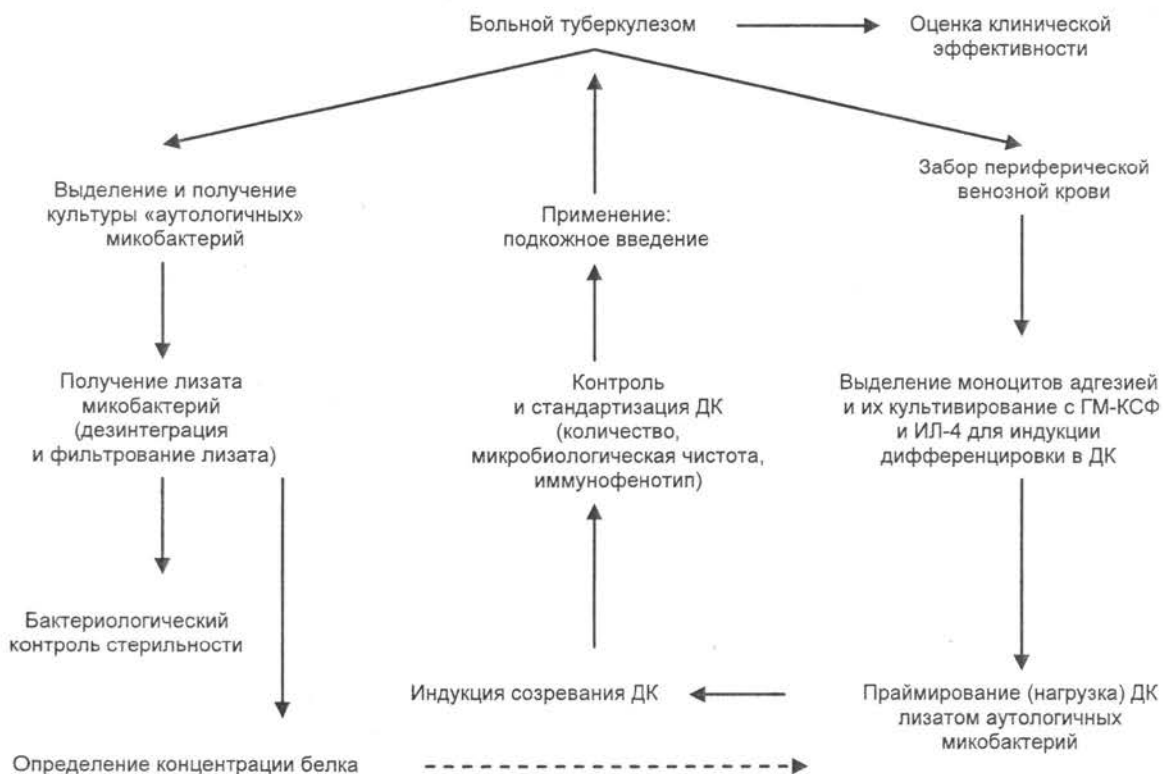 Больной туберкулезом
Оценка клинической
эффективности
Выделение и получение
культуры «аутологичных»
микобактерий
Применение:
подкожное введение
Забор периферической
венозной крови
Получение лизата
микобактерий
(дезинтеграция
и фильтрование лизата)
Контроль
и стандартизация ДК
(количество,
микробиологическая чистота,
иммунофенотип)
Выделение моноцитов адгезией
и их культивирование с ГМ-КСФ
и ИЛ-4 для индукции
дифференцировки в ДК
Бактериологический
контроль стерильности
Индукция созревания ДК
Праймирование (нагрузка) ДК
лизатом аутологичных
микобактерий
Определение концентрации белка